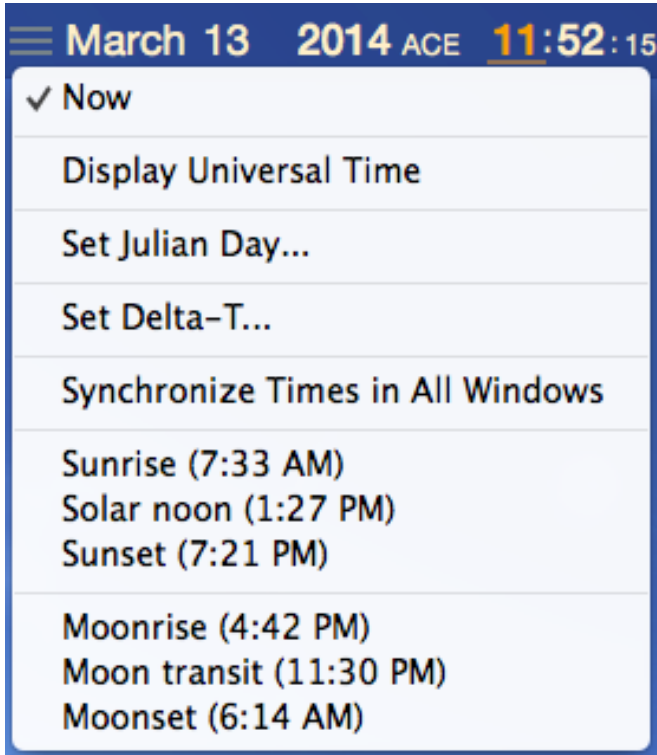 March 13 2014 ACE 11:52:15
Now
Display Universal Time
Set Julian Day...
Set Delta-T...
Synchronize Times in All Windows
Sunrise (7:33 AM)
Solar noon (1:27 PM)
Sunset (7:21 PM)
Moonrise (4:42 PM)
Moon transit (11:30 PM)
Moonset (6:14 AM)